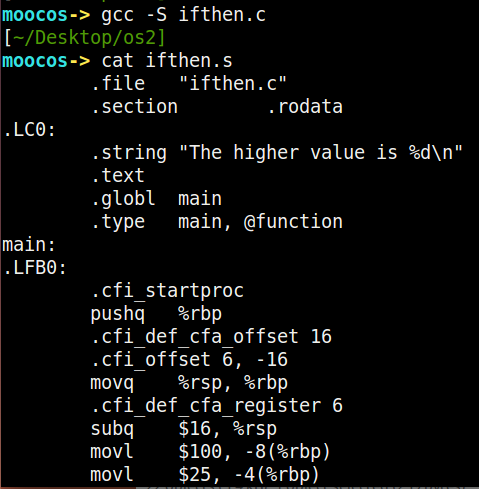 moocos-> gcc -S ifthen.c
[~/Desktop/os2]
moocos-> cat ifthen.s
.file "ifthen.c"
.section .rodata
.LC0:
.string "The higher value is %d\n"
.text
.globl main
.type main, @function
main:
.LFB0:
.cfi_startproc
pushq %rbp
.cfi_def_cfa_offset 16
.cfi_offset 6, -16
movq %rsp, %rbp
.cfi_def_cfa_register 6
subq $16, %rsp
movl $100, -8(%rbp)
movl $25, -4(%rbp)